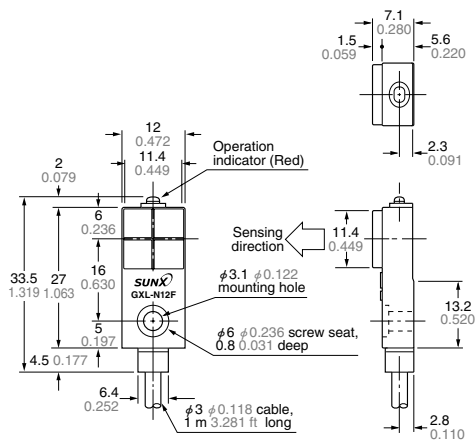 7.1
0.280
1.5
0.059
5.6
0.220
2.3
0.091
12
0.472
11.4
0.449
Operation
indicator (Red)
2
0.079
6
0.236
Sensing
direction
11.4
0.449
33.5
1.319
27
1.063
16
0.630
SUNX
GXL-N12F
φ3.1 φ0.122
mounting hole
13.2
0.520
5
0.197
φ6 φ0.236 screw seat,
0.8 0.031 deep
4.5 0.177
6.4
0.252
φ3 φ0.118 cable,
1 m 3.281 ft long
2.8
0.110